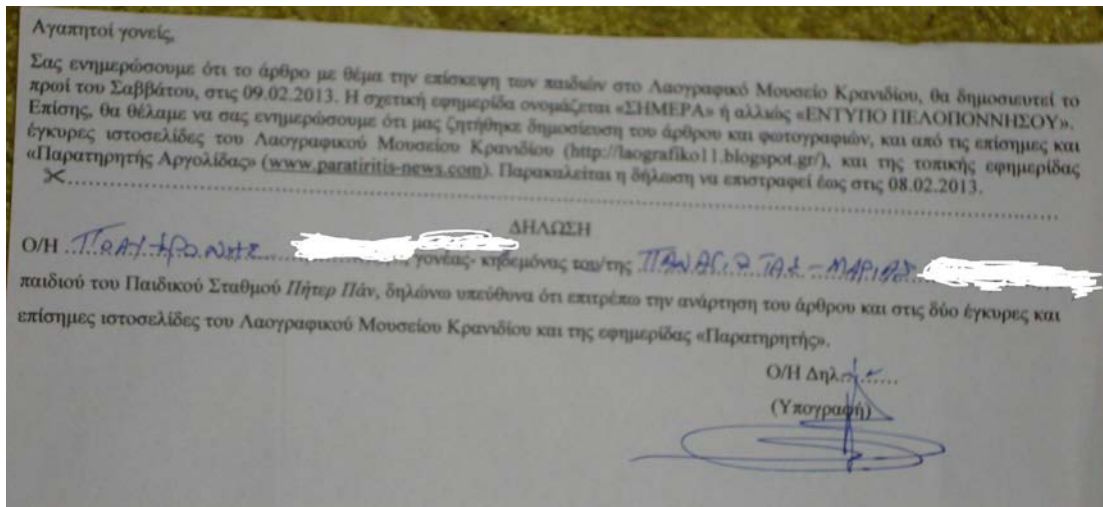 Αγαπητοί γονείς,
Σας ενημερώσουμε ότι το άρθρο με θέμα την επίσκεψη των παιδιών στο Λαογραφικό Μουσείο Κρανιδίου, θα δημοσιευτεί το
πρωί του Σαββάτου, στις 09.02.2013. Η σχετική εφημερίδα ονομάζεται «ΣΗΜΕΡΑ» ή αλλιώς «ΕΝΤΥΠΟ ΠΕΛΟΠΟΝΝΗΣΟΥ».
Επίσης, θα θέλαμε να σας ενημερώσουμε ότι μας ζητήθηκε δημοσίευση του άρθρου και φωτογραφιών, και από τις επίσημες και
έγκυρες ιστοσελίδες του Λαογραφικού Μουσείου Κρανιδίου (http://laografiko11.blogspot.gr/), και της τοπικής εφημερίδας
«Παρατηρητής Αργολίδας» (www.paratiritis-news.com). Παρακαλείται η δήλωση να επιστραφεί έως στις 08.02.2013.
ΔΗΛΩΣΗ
Ο/Η γονέας- κηδεμόνας του/της ΠΑΝΑΓΙΩΤΑΣ - ΜΑΡΙΑΣ
παιδιού του Παιδικού Σταθμού Πήτερ Πάν, δηλώνω υπεύθυνα ότι επιτρέπω την ανάρτηση του άρθρου και στις δύο έγκυρες και
επίσημες ιστοσελίδες του Λαογραφικού Μουσείου Κρανιδίου και της εφημερίδας «Παρατηρητής».
Ο/Η Δηλ
(Υπογραφή)